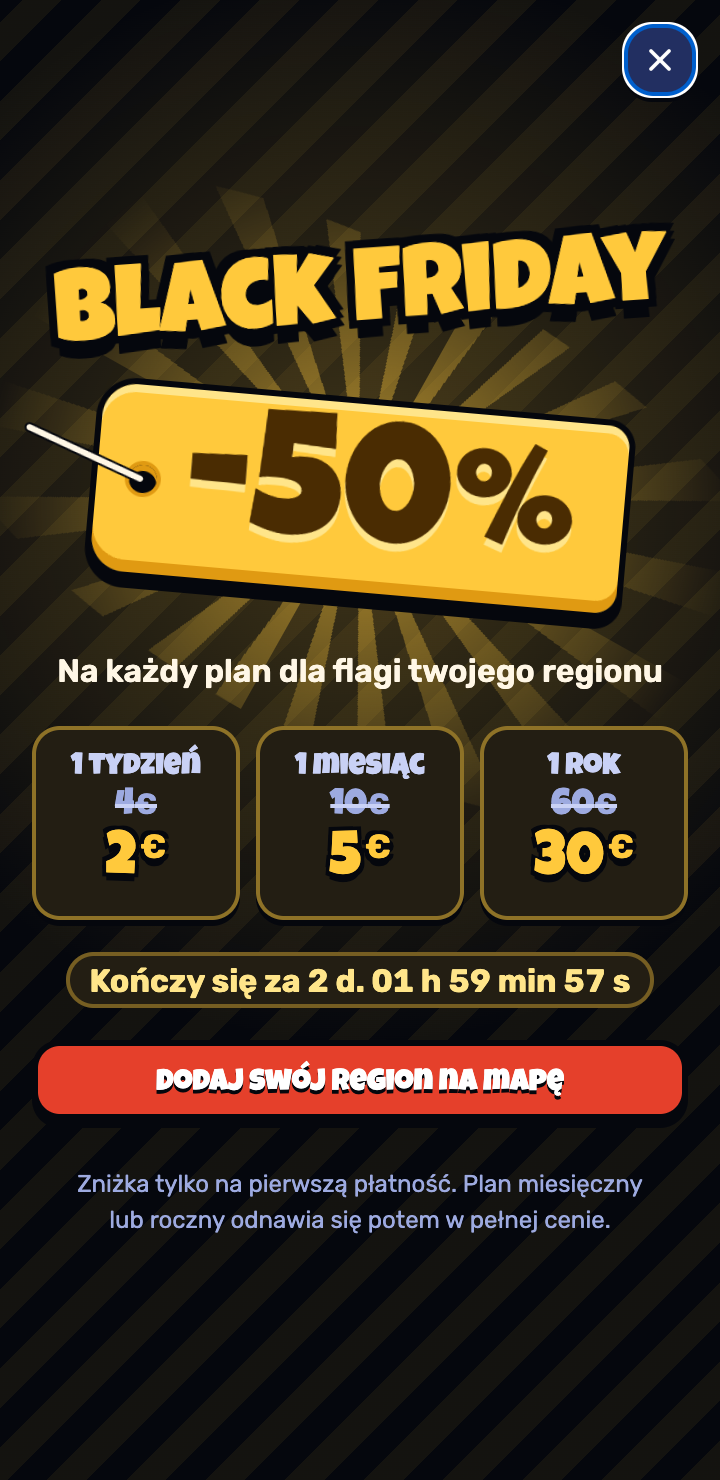 BLACK FRIDAY
-50%
Na każdy plan dla flagi twojego regionu
1 TYDZIEŃ
4€
2€
1 MIESIĄC
10€
5€
1 ROK
60€
30€
Kończy się za 2 d. 01 h 59 min 57 s
DODAJ SWÓJ REGION NA MAPĘ
Zniżka tylko na pierwszą płatność. Plan miesięczny
lub roczny odnawia się potem w pełnej cenie.